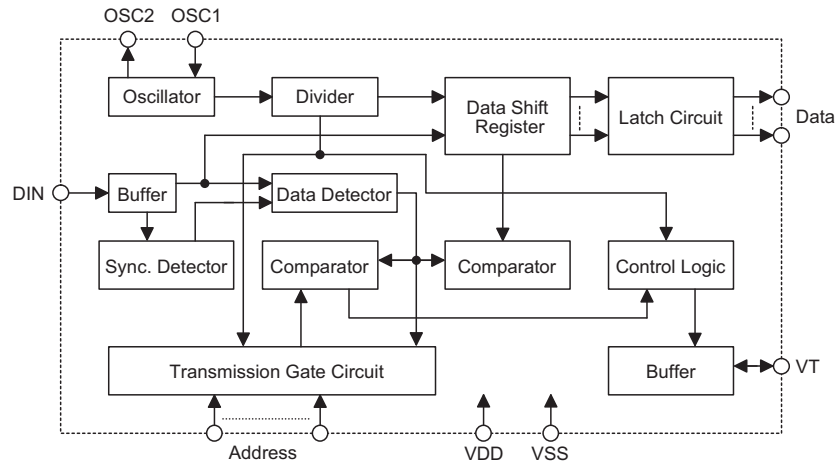 OSC2 OSC1
Oscillator
Divider
Data Shift
Register
Latch Circuit
Data
DIN
Buffer
Data Detector
Sync. Detector
Comparator
Comparator
Control Logic
Transmission Gate Circuit
Buffer
VT
Address
VDD
VSS